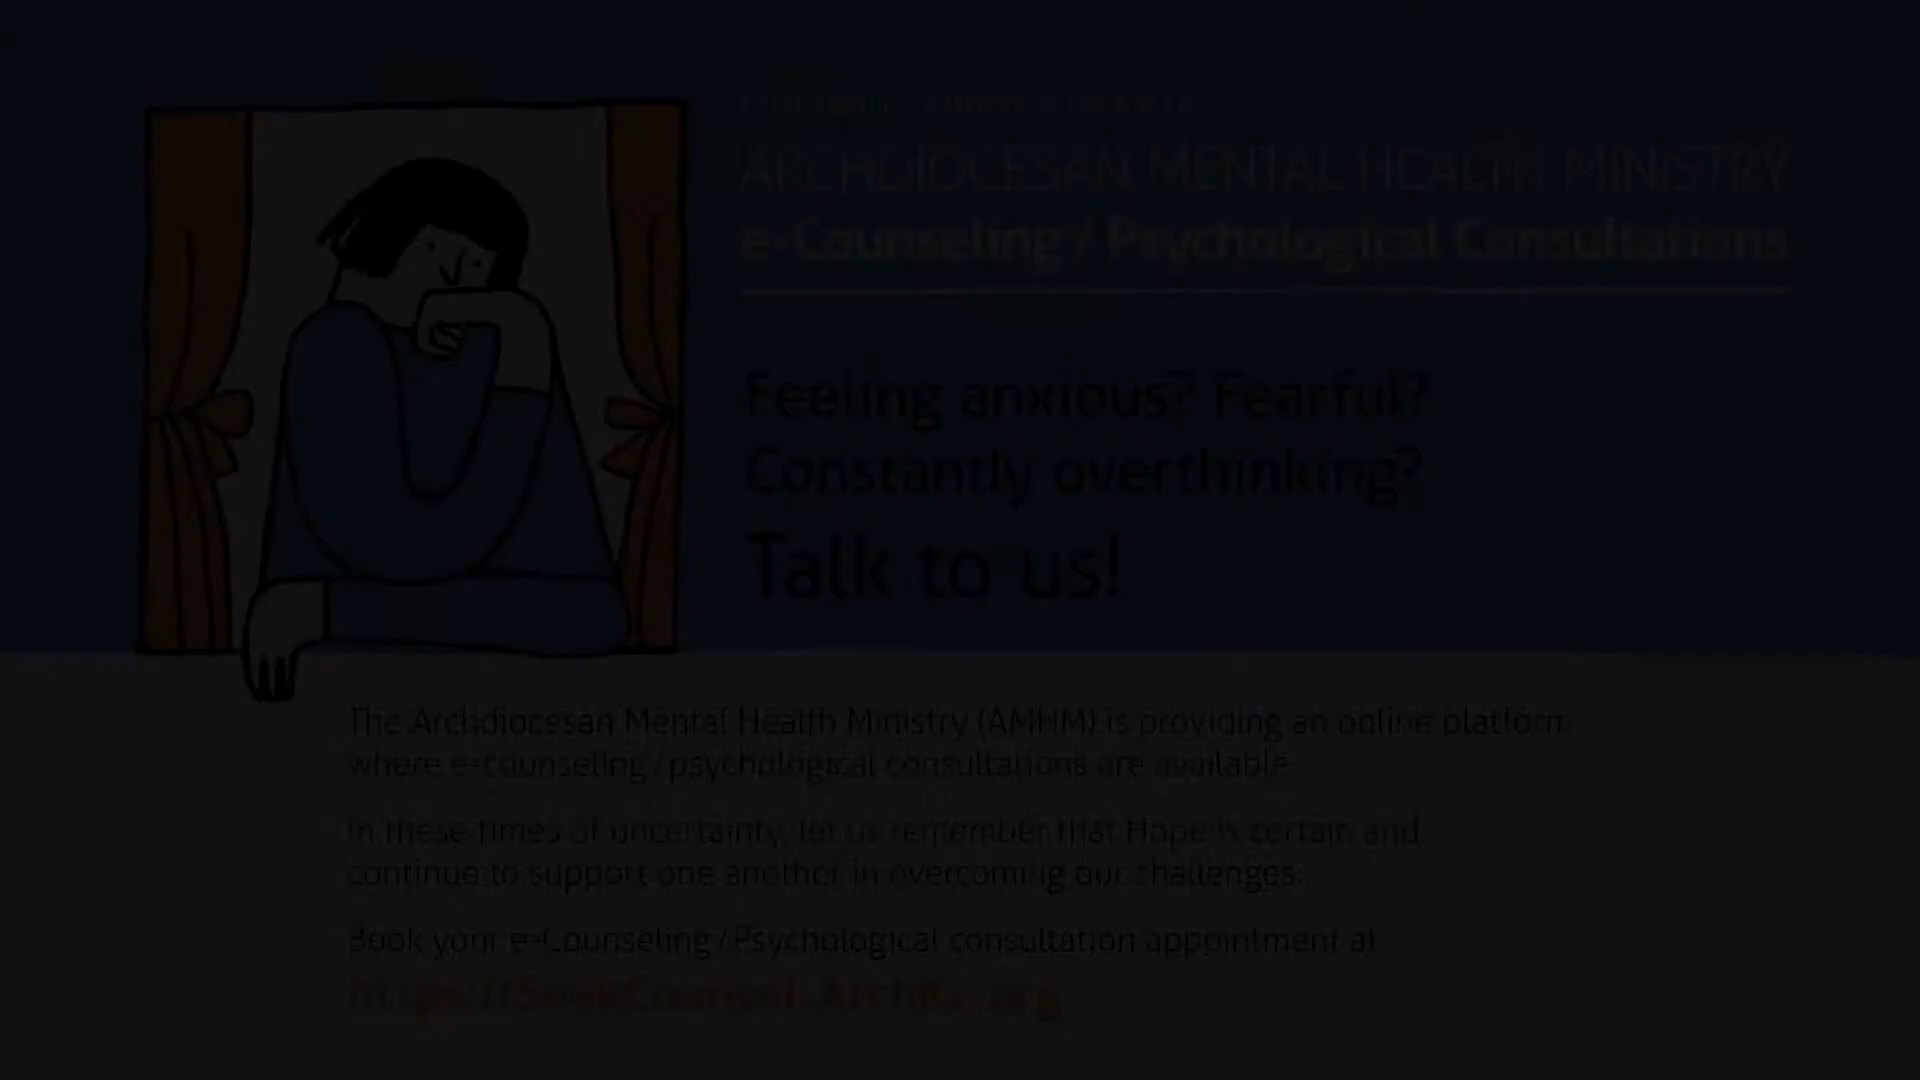 ARCHDIOCESAN MENTAL HEALTH MINISTRY
e-Counseling / Psychological Consultations
Feeling anxious? Fearful?
Constantly overthinking?
Talk to us!
The Archdiocesan Mental Health Ministry (AMHM) is providing an online platform
where e-counseling / psychological consultations are available.
In these times of uncertainty, let us remember that Hope is certain and
continue to support one another in overcoming our challenges.
Book your e-Counseling / Psychological consultation appointment at